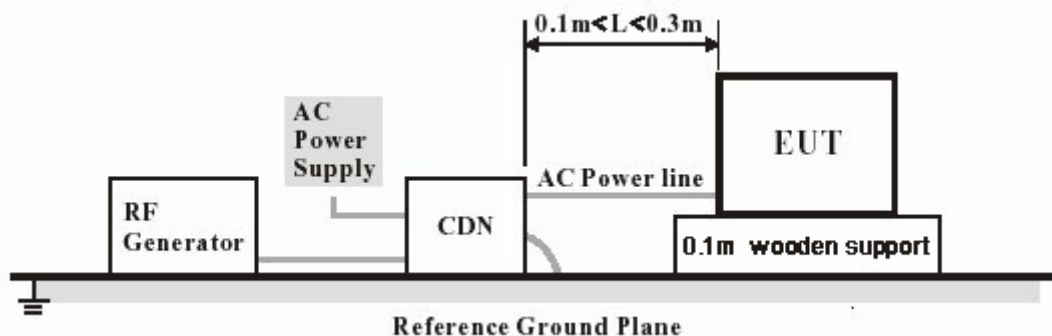 0.1m<L<0.3m
AC
Power
Supply
EUT
AC Power line
RF
Generator
CDN
0.1m wooden support
Reference Ground Plane